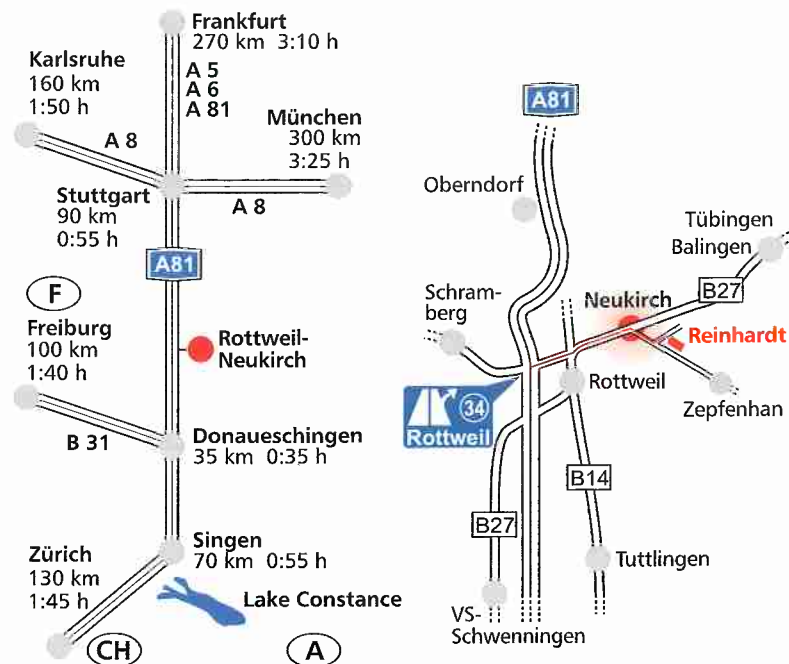 Frankfurt
270 km 3:10 h
A 5
A 6
A 81
Karlsruhe
160 km
1:50 h
A 8
München
300 km
3:25 h
A 8
Stuttgart
90 km
0:55 h
A81
F
Freiburg
100 km
1:40 h
B 31
Rottweil-
Neukirch
Donaueschingen
35 km 0:35 h
Singen
70 km 0:55 h
Zürich
130 km
1:45 h
Lake Constance
CH
A
A81
Oberndorf
Tübingen
Balingen
B27
Schram-
berg
Neukirch
Reinhardt
34
Rottweil
Rottweil
Zepfenhan
B14
B27
Tuttlingen
VS-
Schwenningen